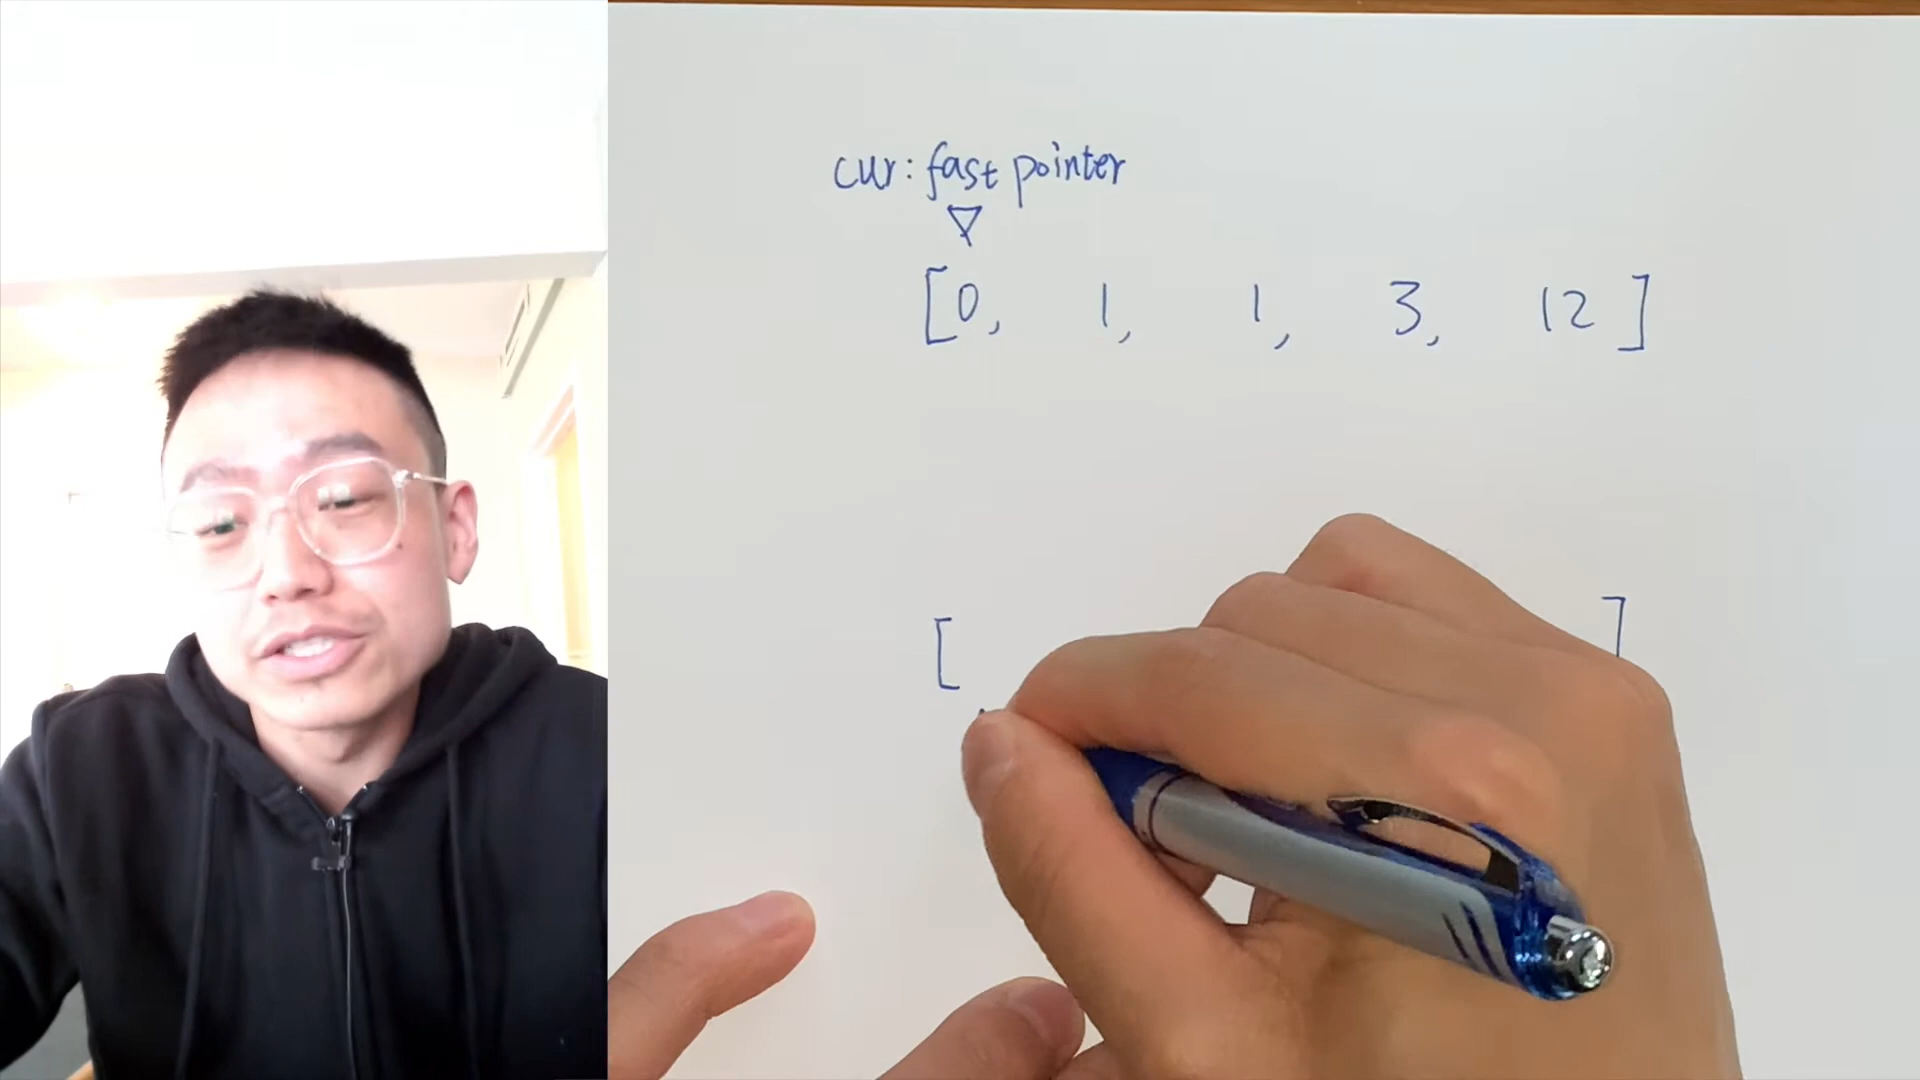 cur: fast pointer
[0, 1, 1, 3, 12]
[ ]